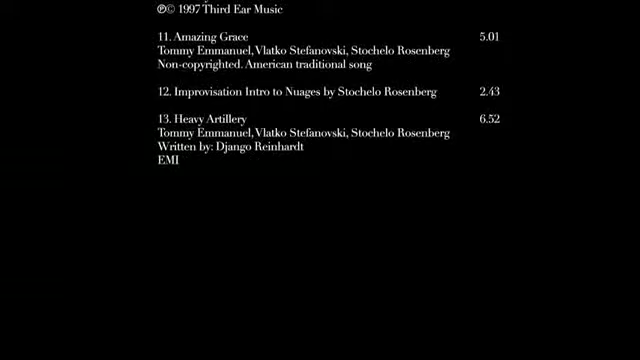 ℗© 1997 Third Ear Music
11. Amazing Grace 5.01
Tommy Emmanuel, Vlatko Stefanovski, Stochelo Rosenberg
Non-copyrighted. American traditional song
12. Improvisation Intro to Nuages by Stochelo Rosenberg 2.43
13. Heavy Artillery 6.52
Tommy Emmanuel, Vlatko Stefanovski, Stochelo Rosenberg
Written by: Django Reinhardt
EMI